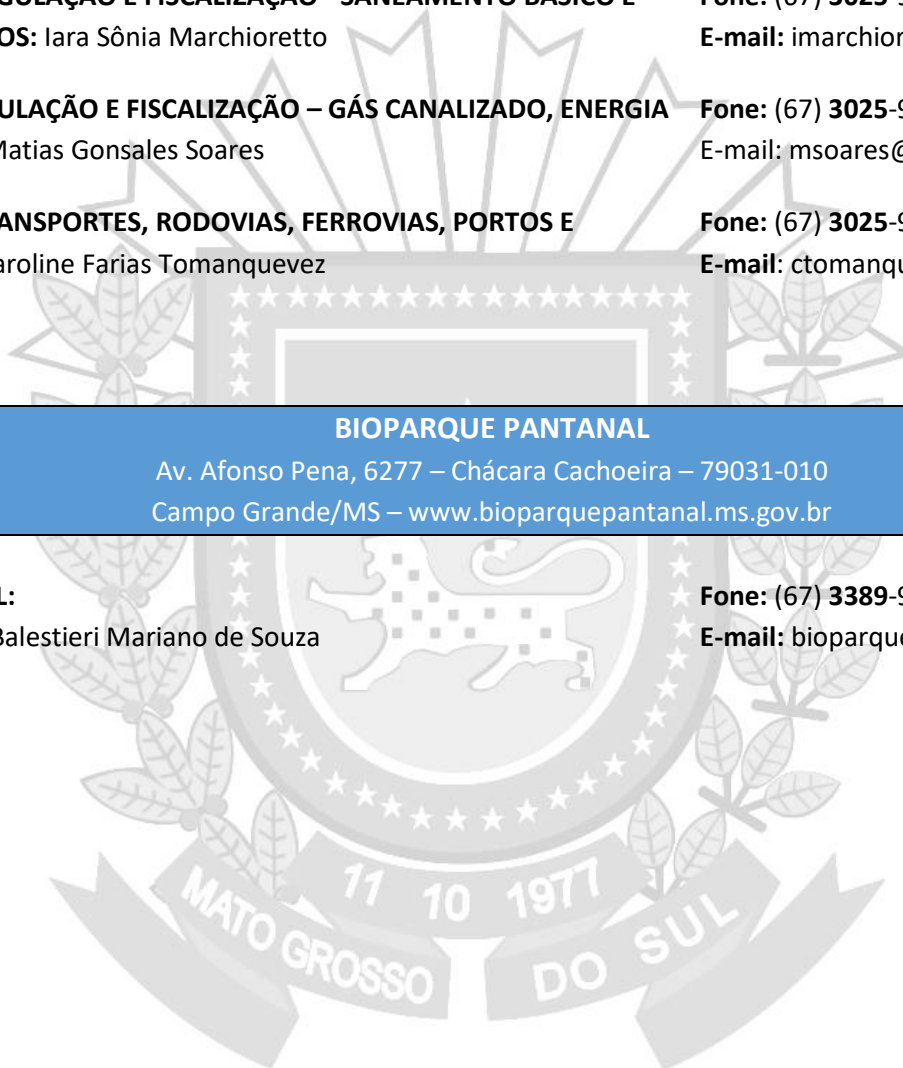 GULAÇÃO E FISCALIZAÇÃO - SANEAMENTO BÁSICO E Fone: (67) 3025-9
OS: Iara Sônia Marchioretto E-mail: imarchior
ULAÇÃO E FISCALIZAÇÃO – GÁS CANALIZADO, ENERGIA Fone: (67) 3025-9
Matias Gonsales Soares E-mail: msoares@
ANSPORTES, RODOVIAS, FERROVIAS, PORTOS E Fone: (67) 3025-9
aroline Farias Tomanquevez E-mail: ctomanqu
BIOPARQUE PANTANAL
Av. Afonso Pena, 6277 – Chácara Cachoeira – 79031-010
Campo Grande/MS – www.bioparquepantanal.ms.gov.br
L: Fone: (67) 3389-9
Balestieri Mariano de Souza E-mail: bioparque
11 10 1977
MATO GROSSO DO SUL